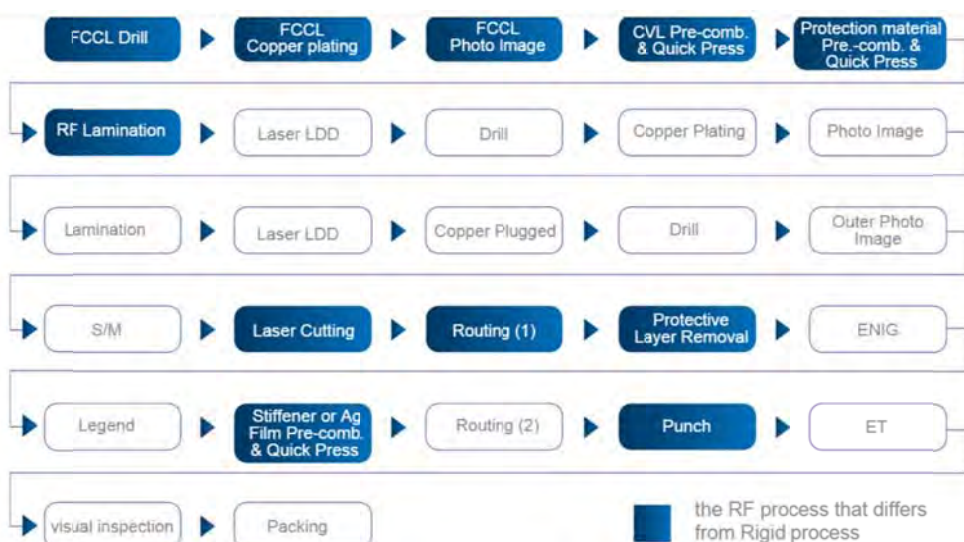 FCCL Drill
FCCL
Copper plating
FCCL
Photo Image
CVL Pre-comb.
& Quick Press
Protection material
Pre.-comb. &
Quick Press
RF Lamination
Laser LDD
Drill
Copper Plating
Photo Image
Lamination
Laser LDD
Copper Plugged
Drill
Outer Photo
Image
S/M
Laser Cutting
Routing (1)
Protective
Layer Removal
ENIG
Legend
Stiffener or Ag
Film Pre-comb.
& Quick Press
Routing (2)
Punch
ET
visual inspection
Packing
the RF process that differs
from Rigid process